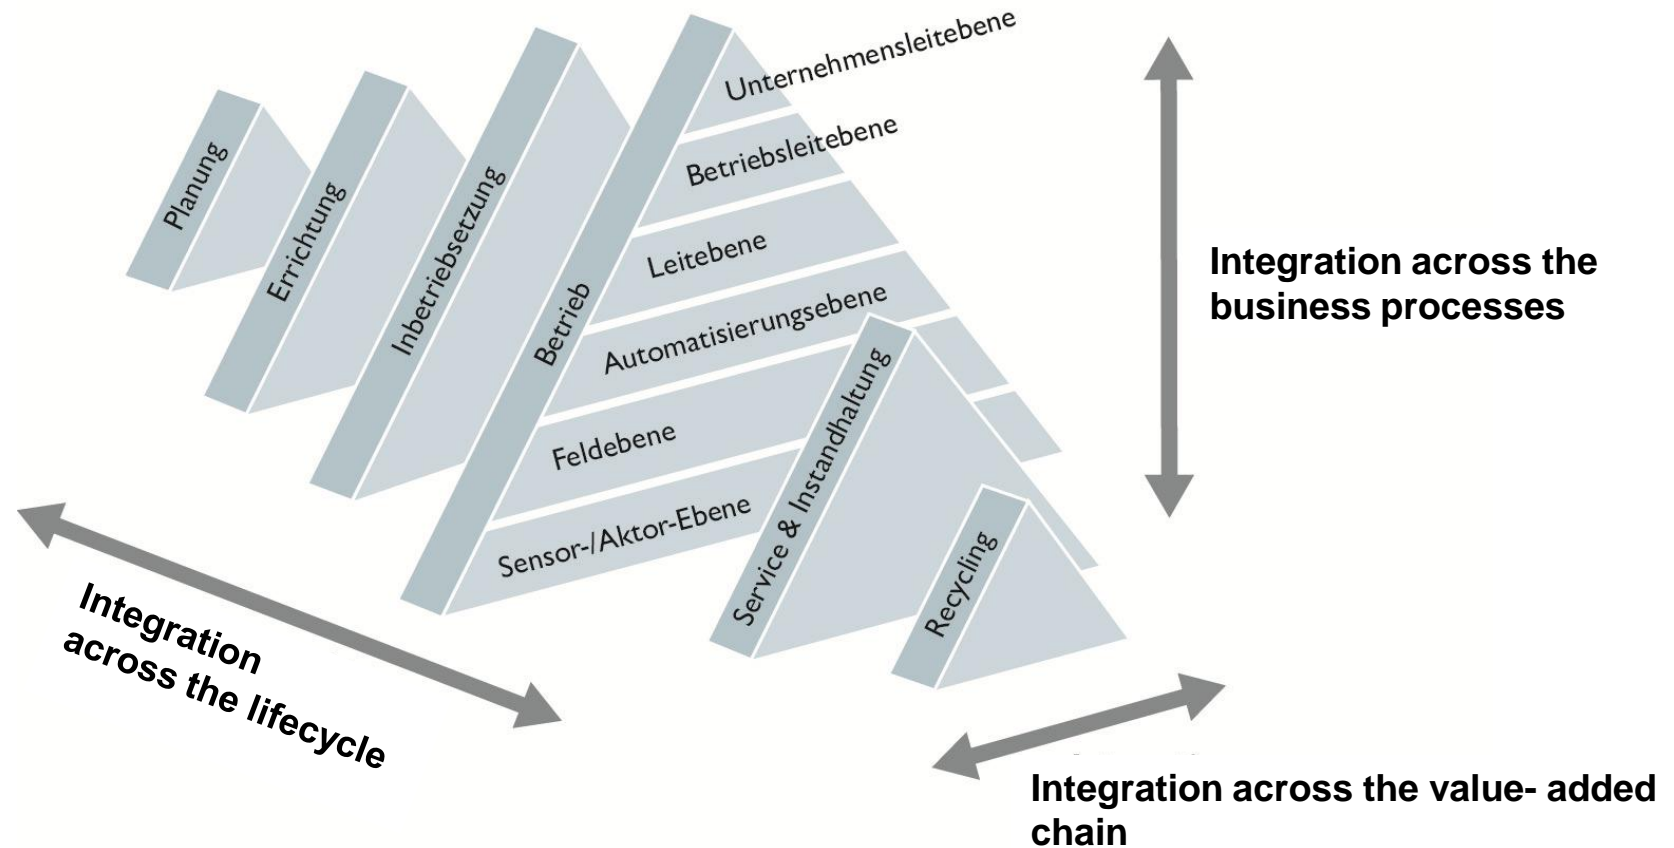 Planung
Errichtung
Inbetriebsetzung
Betrieb
Unternehmensleitebene
Betriebsleitebene
Leitebene
Automatisierungsebene
Feldebene
Sensor-/Aktor-Ebene
Service & Instandhaltung
Recycling
Integration across the
business processes
Integration
across the lifecycle
Integration across the value- added
chain